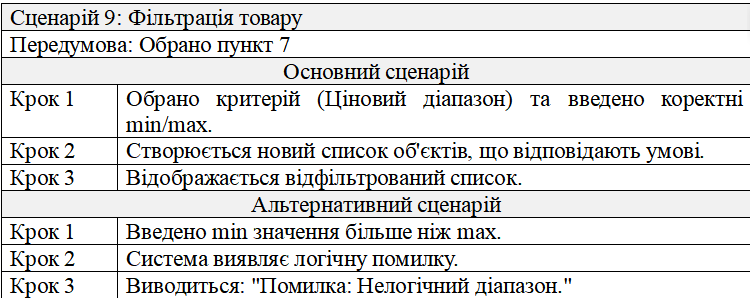 Сценарій 9: Фільтрація товару
Передумова: Обрано пункт 7
Основний сценарій
Крок 1 Обрано критерій (Ціновий діапазон) та введено коректні
min/max.
Крок 2 Створюється новий список об'єктів, що відповідають умові.
Крок 3 Відображається відфільтрований список.
Альтернативний сценарій
Крок 1 Введено min значення більше ніж max.
Крок 2 Система виявляє логічну помилку.
Крок 3 Виводиться: "Помилка: Нелогічний діапазон."